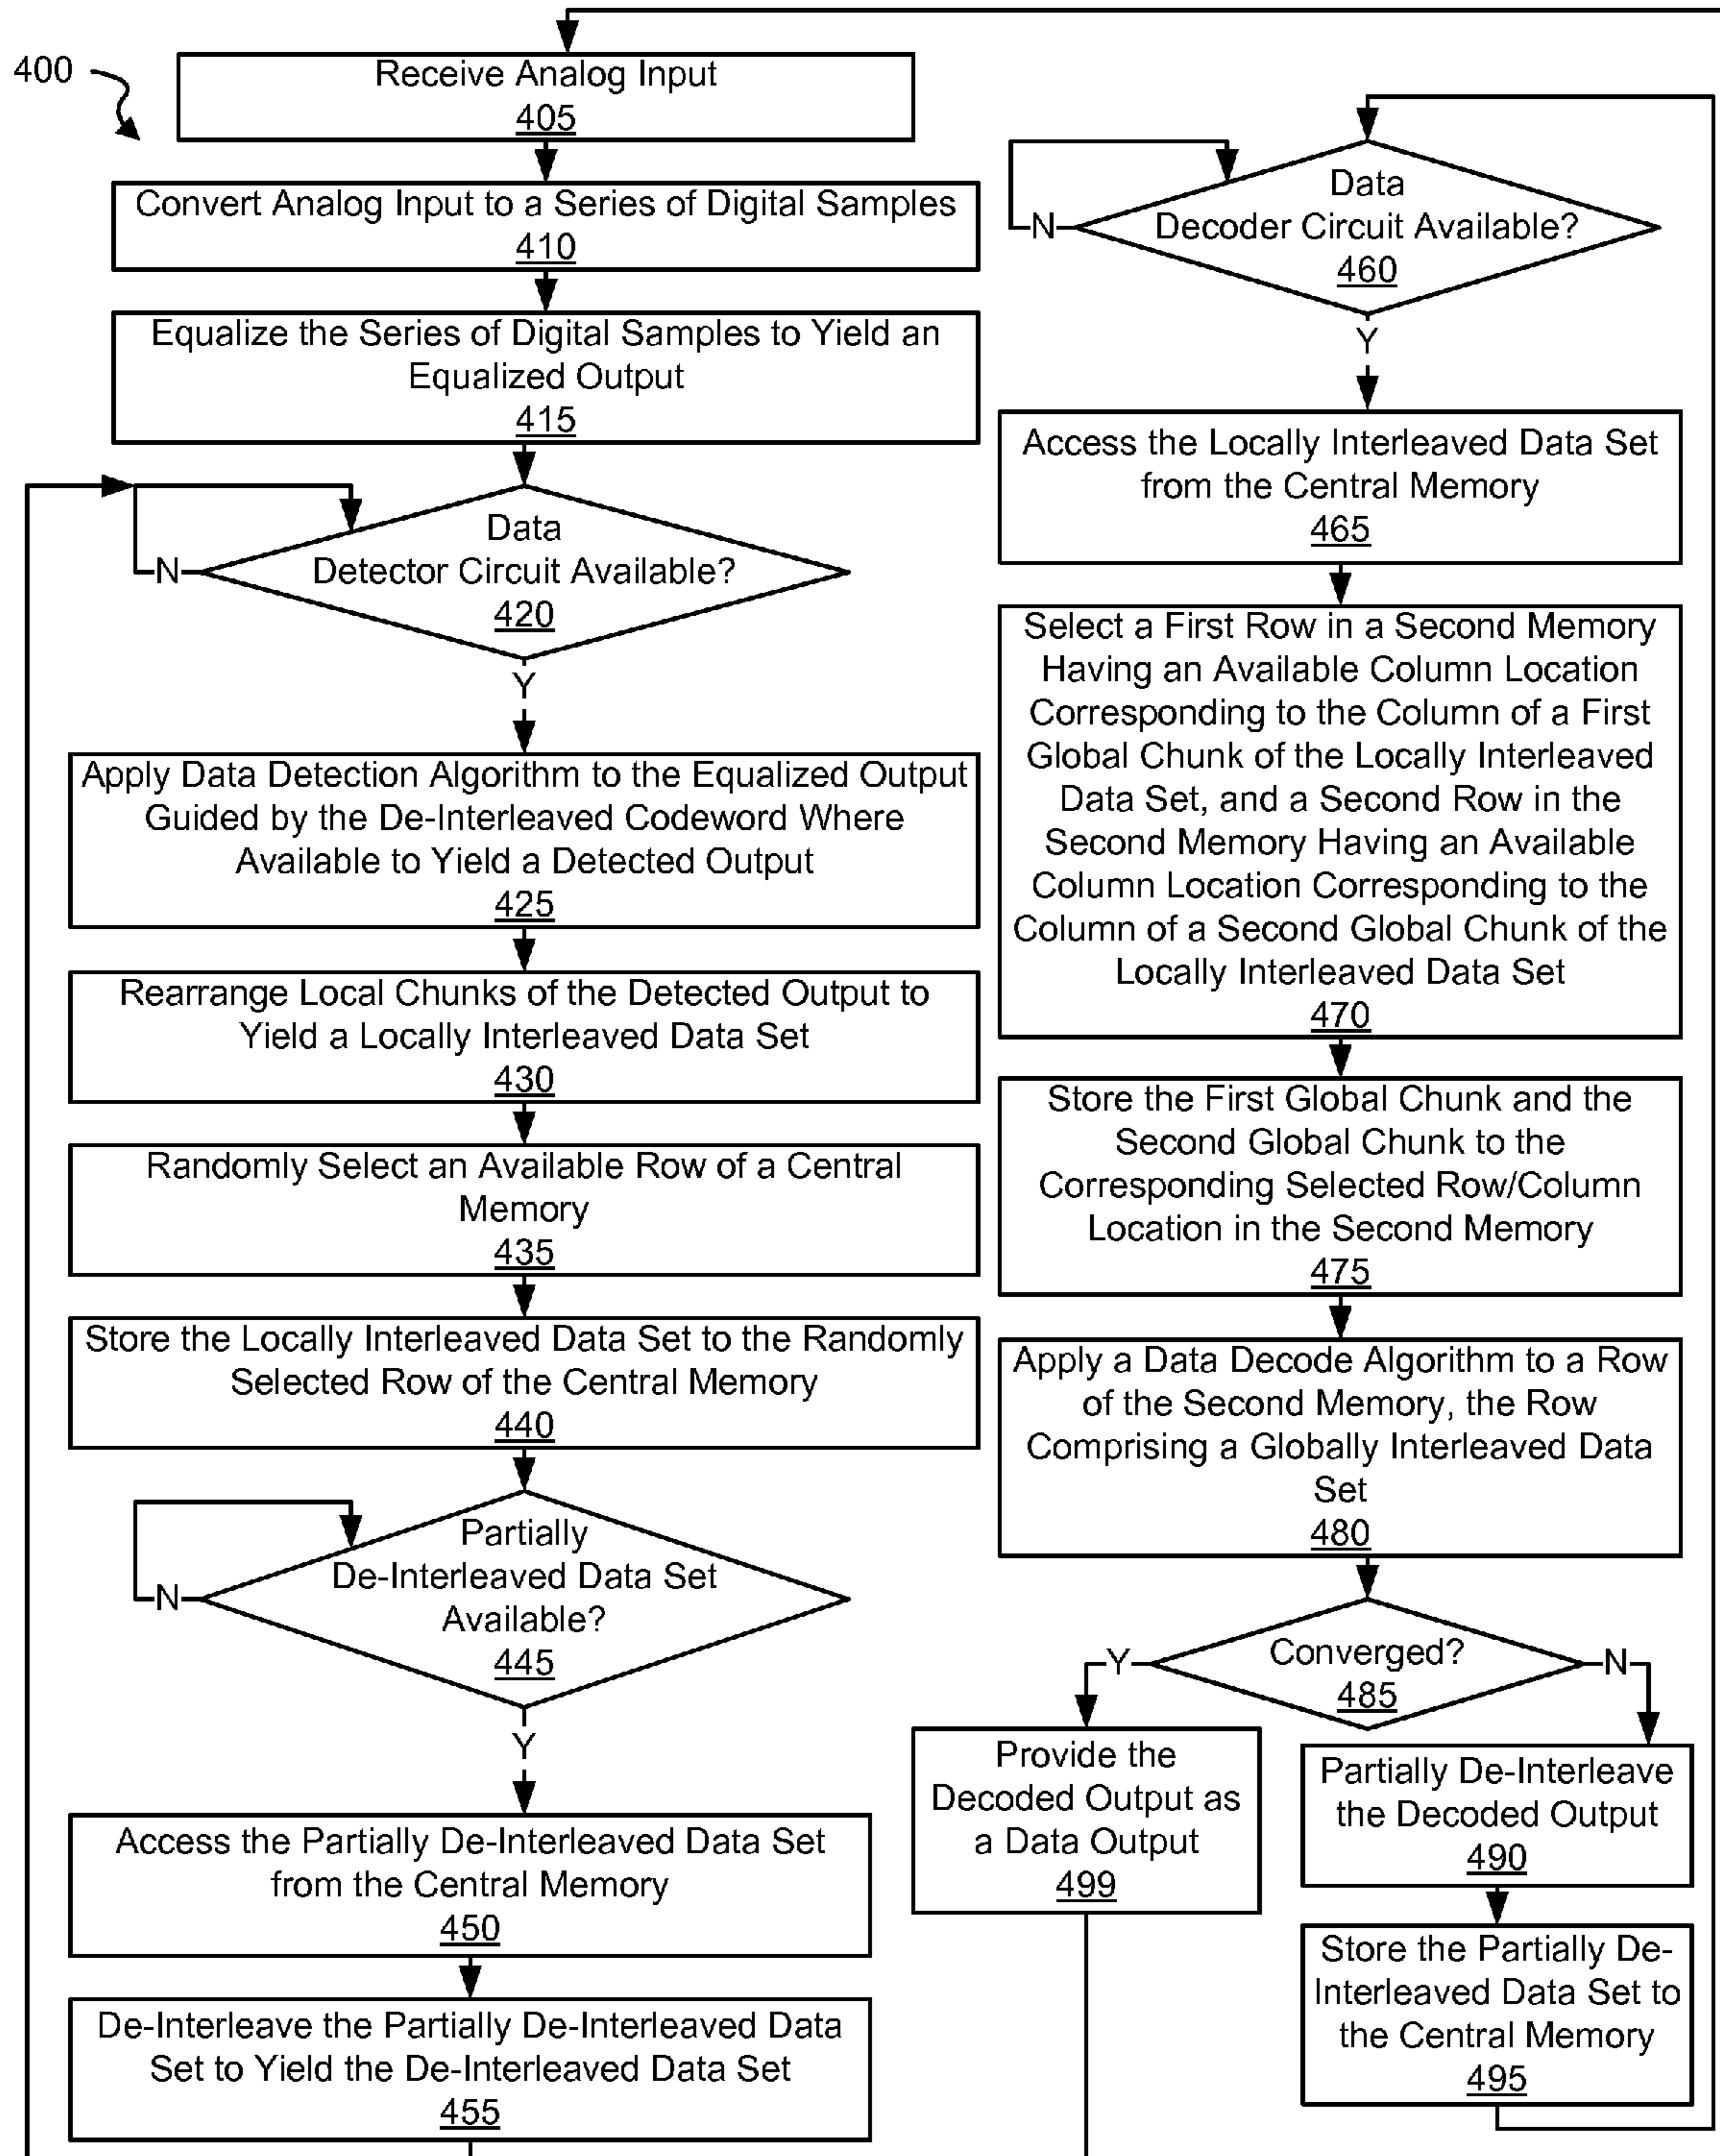 400
Receive Analog Input
405
Convert Analog Input to a Series of Digital Samples
410
Equalize the Series of Digital Samples to Yield an
Equalized Output
415
Data
Detector Circuit Available?
420
N
Y
Apply Data Detection Algorithm to the Equalized Output
Guided by the De-Interleaved Codeword Where
Available to Yield a Detected Output
425
Rearrange Local Chunks of the Detected Output to
Yield a Locally Interleaved Data Set
430
Randomly Select an Available Row of a Central
Memory
435
Store the Locally Interleaved Data Set to the Randomly
Selected Row of the Central Memory
440
Partially
De-Interleaved Data Set
Available?
445
N
Y
Access the Partially De-Interleaved Data Set
from the Central Memory
450
De-Interleave the Partially De-Interleaved Data
Set to Yield the De-Interleaved Data Set
455
Data
Decoder Circuit Available?
460
N
Y
Access the Locally Interleaved Data Set
from the Central Memory
465
Select a First Row in a Second Memory
Having an Available Column Location
Corresponding to the Column of a First
Global Chunk of the Locally Interleaved
Data Set, and a Second Row in the
Second Memory Having an Available
Column Location Corresponding to the
Column of a Second Global Chunk of the
Locally Interleaved Data Set
470
Store the First Global Chunk and the
Second Global Chunk to the
Corresponding Selected Row/Column
Location in the Second Memory
475
Apply a Data Decode Algorithm to a Row
of the Second Memory, the Row
Comprising a Globally Interleaved Data
Set
480
Converged?
485
Y
N
Provide the
Decoded Output as
a Data Output
499
Partially De-Interleave
the Decoded Output
490
Store the Partially De-
Interleaved Data Set to
the Central Memory
495